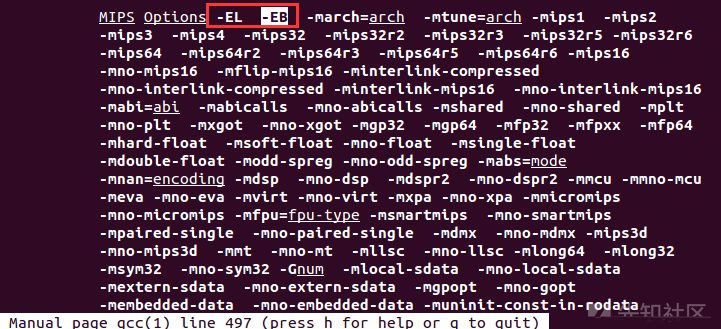 MIPS Options -EL -EB -march=arch -mtune=arch -mips1 -mips2
-mips3 -mips4 -mips32 -mips32r2 -mips32r3 -mips32r5 -mips32r6
-mips64 -mips64r2 -mips64r3 -mips64r5 -mips64r6 -mips16
-mno-mips16 -mflip-mips16 -minterlink-compressed
-mno-interlink-compressed -minterlink-mips16 -mno-interlink-mips16
-mabi=abi -mabicalls -mno-abicalls -mshared -mno-shared -mplt
-mno-plt -mxgot -mno-xgot -mgp32 -mgp64 -mfp32 -mfpxx -mfp64
-mhard-float -msoft-float -mno-float -msingle-float
-mdouble-float -modd-spreg -mno-odd-spreg -mabs=mode
-mnan=encoding -mdsp -mno-dsp -mdspr2 -mno-dspr2 -mmcu -mmno-mcu
-meva -mno-eva -mvirt -mno-virt -mxpa -mno-xpa -mmicromips
-mno-micromips -mfpu=fpu-type -msmartmips -mno-smartmips
-mpaired-single -mno-paired-single -mdmx -mno-mdmx -mips3d
-mno-mips3d -mmt -mno-mt -mllsc -mno-llsc -mlong64 -mlong32
-msym32 -mno-sym32 -Gnum -mlocal-sdata -mno-local-sdata
-mextern-sdata -mno-extern-sdata -mgpopt -mno-gopt
-membedded-data -mno-embedded-data -muninit-const-in-rodata
先知社区
Manual page gcc(1) line 497 (press h for help or q to quit)